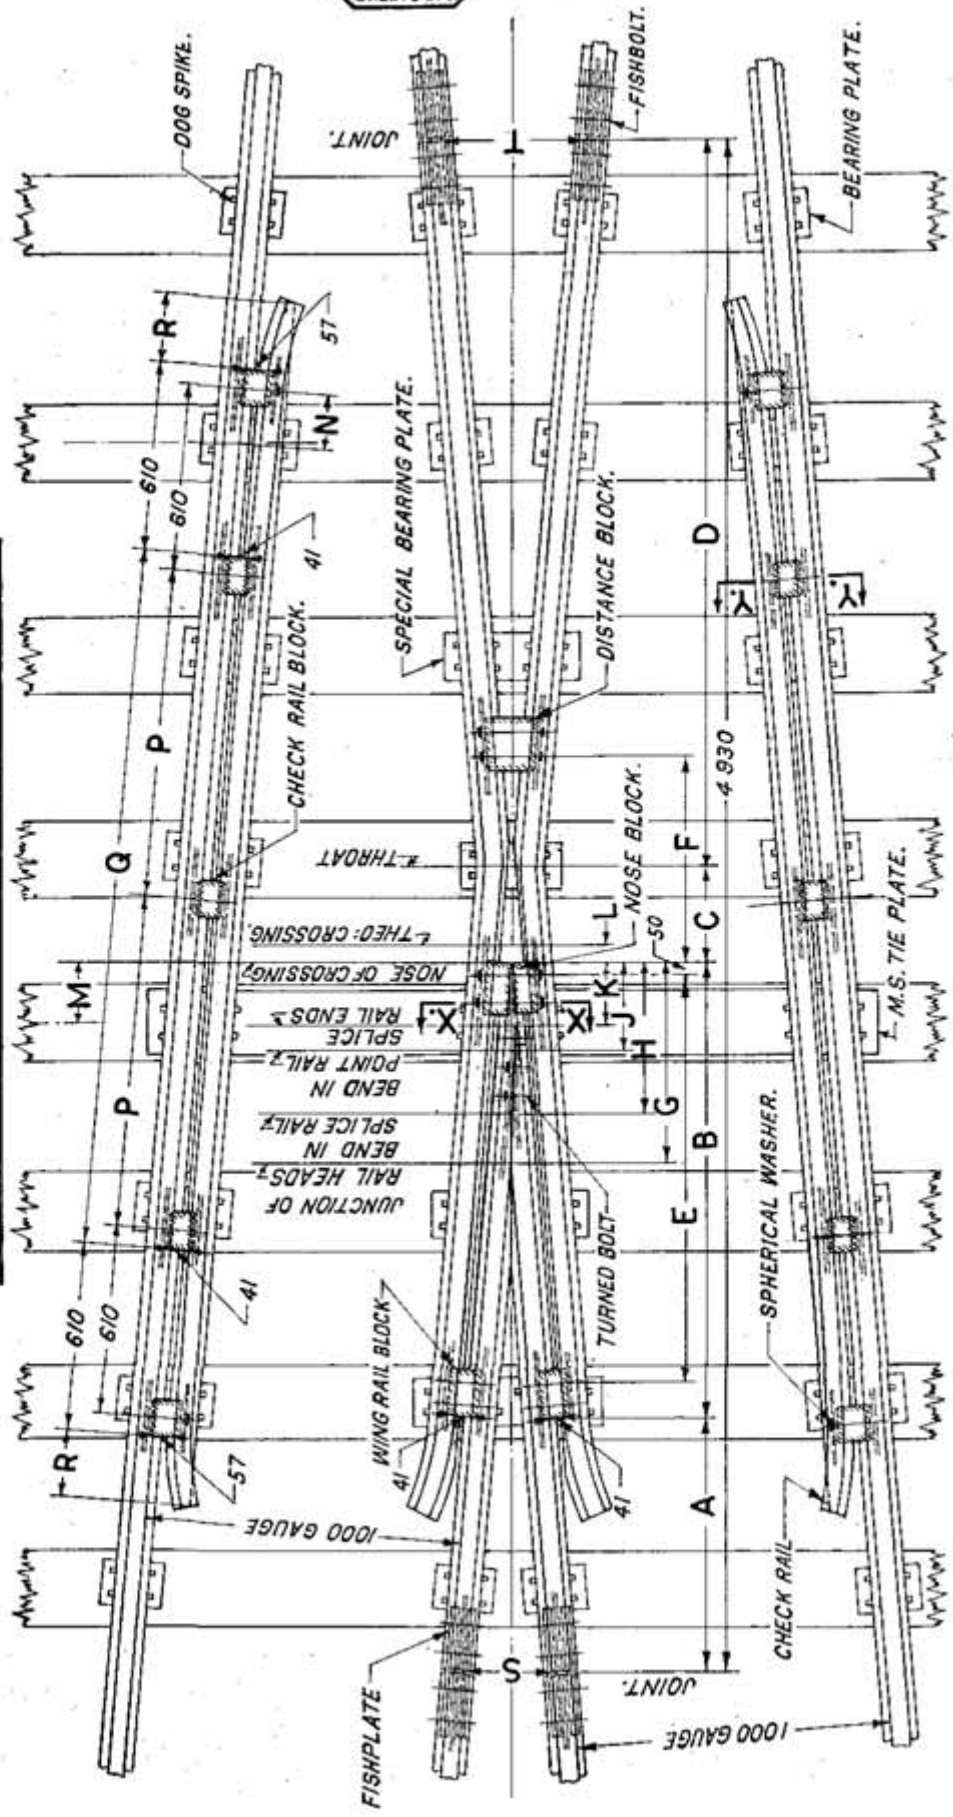 DOG SPIKE.
JOINT.
T
FISHBOLT.
BEARING PLATE.
R
57
610
610
N
41
SPECIAL BEARING PLATE.
DISTANCE BLOCK.
D
Y
Y
P
Q
CHECK RAIL BLOCK.
THROAT
F
4 930
THEO: CROSSING.
L
NOSE BLOCK.
C
NOSE OF CROSSING
50
M
K
J
X
X
SPLICE
RAIL ENDS
M.S. TIE PLATE.
BEND IN
POINT RAIL
H
BEND IN
SPLICE RAIL
G
B
JUNCTION OF
RAIL HEADS
P
E
41
610
610
TURNED BOLT
SPHERICAL WASHER.
WING RAIL BLOCK
41
41
R
57
1000 GAUGE
A
CHECK RAIL
FISHPLATE
S
JOINT.
1000 GAUGE